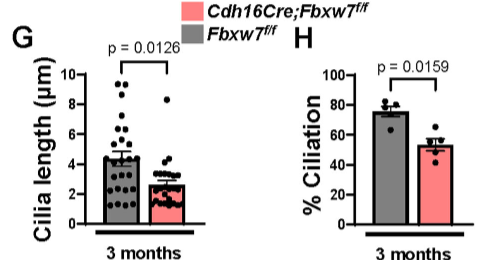 Cdh16Cre;Fbxw7f/f
Fbxw7f/f
G
p = 0.0126
Cilia length (μm)
10
8
6
4
2
0
3 months
H
p = 0.0159
% Ciliation
100
80
60
40
20
0
3 months